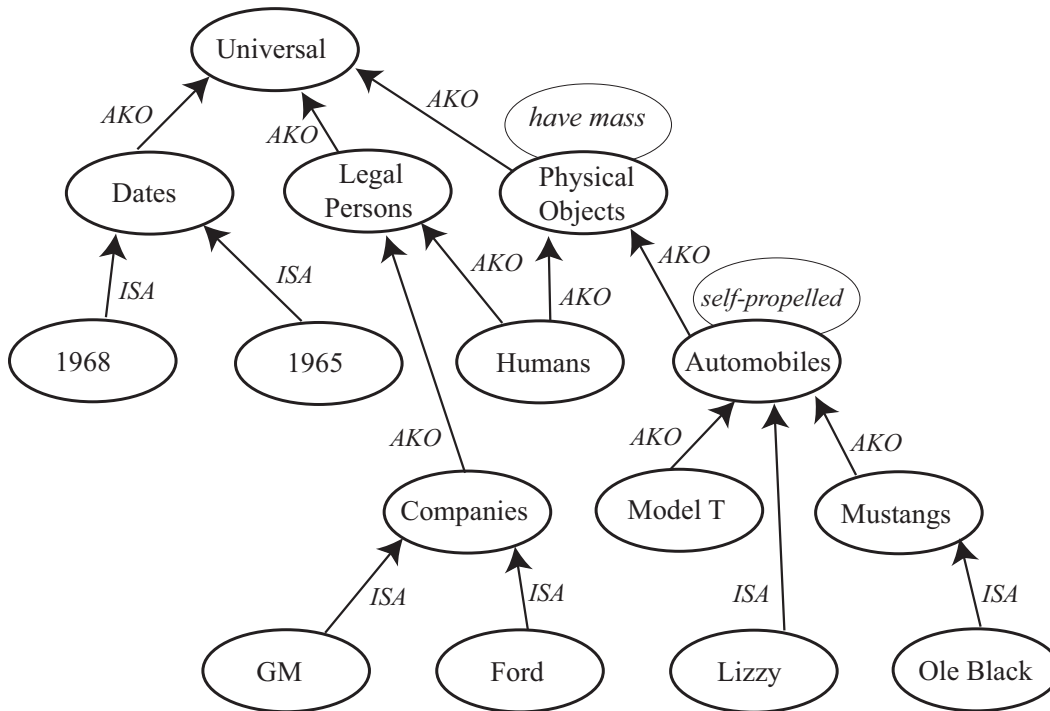 Universal
AKO
AKO
AKO
have mass
Dates
Legal
Persons
Physical
Objects
ISA
ISA
AKO
AKO
AKO
self-propelled
1968
1965
Humans
Automobiles
AKO
AKO
AKO
Companies
Model T
Mustangs
ISA
ISA
ISA
ISA
GM
Ford
Lizzy
Ole Black